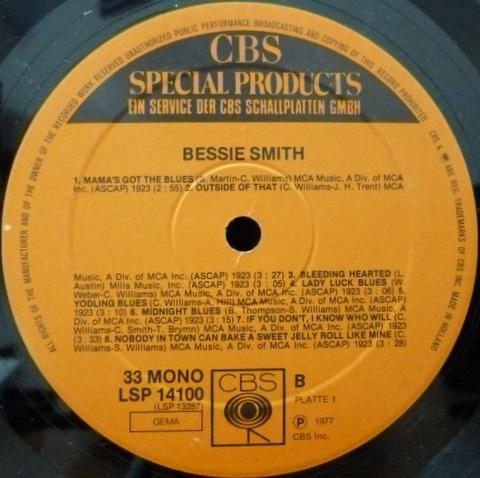 ALL RIGHTS OF THE MANUFACTURER AND OF THE OWNER OF THE RECORDED WORK RESERVED UNAUTHORIZED PUBLIC PERFORMANCE BROADCASTING AND COPYING OF THIS RECORD PROHIBITED
CBS & ARE REG. TRADEMARKS OF CBS INC. MADE IN HOLLAND
CBS
SPECIAL PRODUCTS
EIN SERVICE DER CBS SCHALLPLATTEN GMBH
BESSIE SMITH
1. MAMA'S GOT THE BLUES (S. Martin-C. Williams) MCA Music, A Div. of MCA
Inc. (ASCAP) 1923 (2 : 55) 2. OUTSIDE OF THAT (C. Williams-J. H. Trent) MCA
Music, A Div. of MCA Inc. (ASCAP) 1923 (3 : 27) 3. BLEEDING HEARTED (L.
Austin) Mills Music, Inc. (ASCAP) 1923 (3 : 05) 4. LADY LUCK BLUES (W.
Weber-C. Williams) MCA Music, A Div. of MCA Inc. (ASCAP) 1923 (3 : 06) 5.
YODLING BLUES (C. Williams-A. Hill) MCA Music, A Div. of MCA Inc. (ASCAP)
1923 (3 : 10) 6. MIDNIGHT BLUES (B. Thompson-S. Williams) MCA Music, A
Div. of MCA Inc. (ASCAP) 1923 (3 : 15) 7. IF YOU DON'T, I KNOW WHO WILL (C.
Williams-C. Smith-T. Brymn) MCA Music, A Div. of MCA Inc. (ASCAP) 1923
(3 : 33) 8. NOBODY IN TOWN CAN BAKE A SWEET JELLY ROLL LIKE MINE (C.
Williams-S. Williams) MCA Music, A Div. of MCA Inc. (ASCAP) 1923 (3 : 28)
33 MONO
LSP 14100
(LSP 13287)
GEMA
CBS
B
PLATTE 1
Ⓟ 1977
CBS Inc.